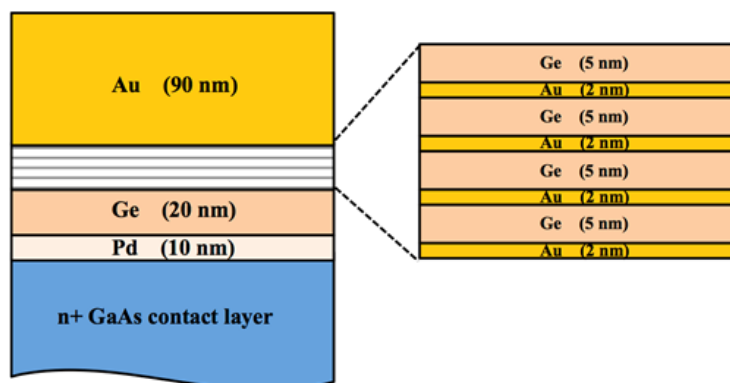 Au (90 nm)
Ge (20 nm)
Pd (10 nm)
n+ GaAs contact layer
Ge (5 nm)
Au (2 nm)
Ge (5 nm)
Au (2 nm)
Ge (5 nm)
Au (2 nm)
Ge (5 nm)
Au (2 nm)